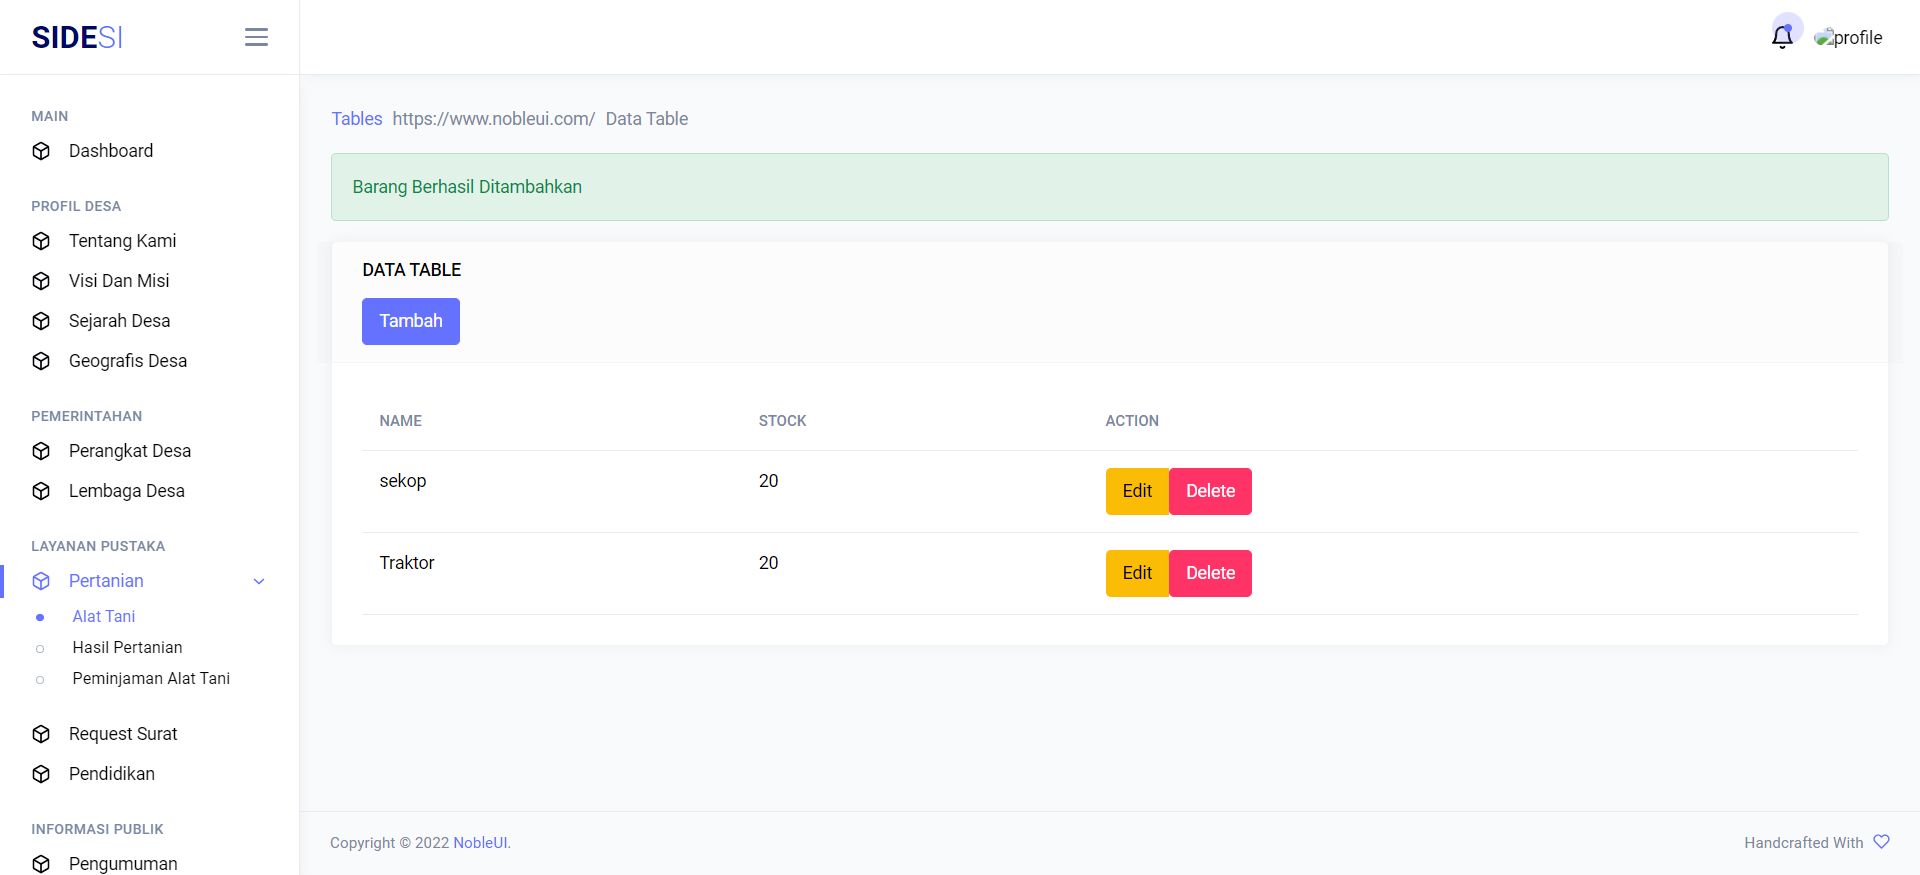 SIDESI
profile
MAIN
Dashboard
PROFIL DESA
Tentang Kami
Visi Dan Misi
Sejarah Desa
Geografis Desa
PEMERINTAHAN
Perangkat Desa
Lembaga Desa
LAYANAN PUSTAKA
Pertanian
Alat Tani
Hasil Pertanian
Peminjaman Alat Tani
Request Surat
Pendidikan
INFORMASI PUBLIK
Pengumuman
Tables https://www.nobleui.com/ Data Table
Barang Berhasil Ditambahkan
DATA TABLE
Tambah
NAME STOCK ACTION
sekop 20 Edit Delete
Traktor 20 Edit Delete
Copyright © 2022 NobleUI.
Handcrafted With